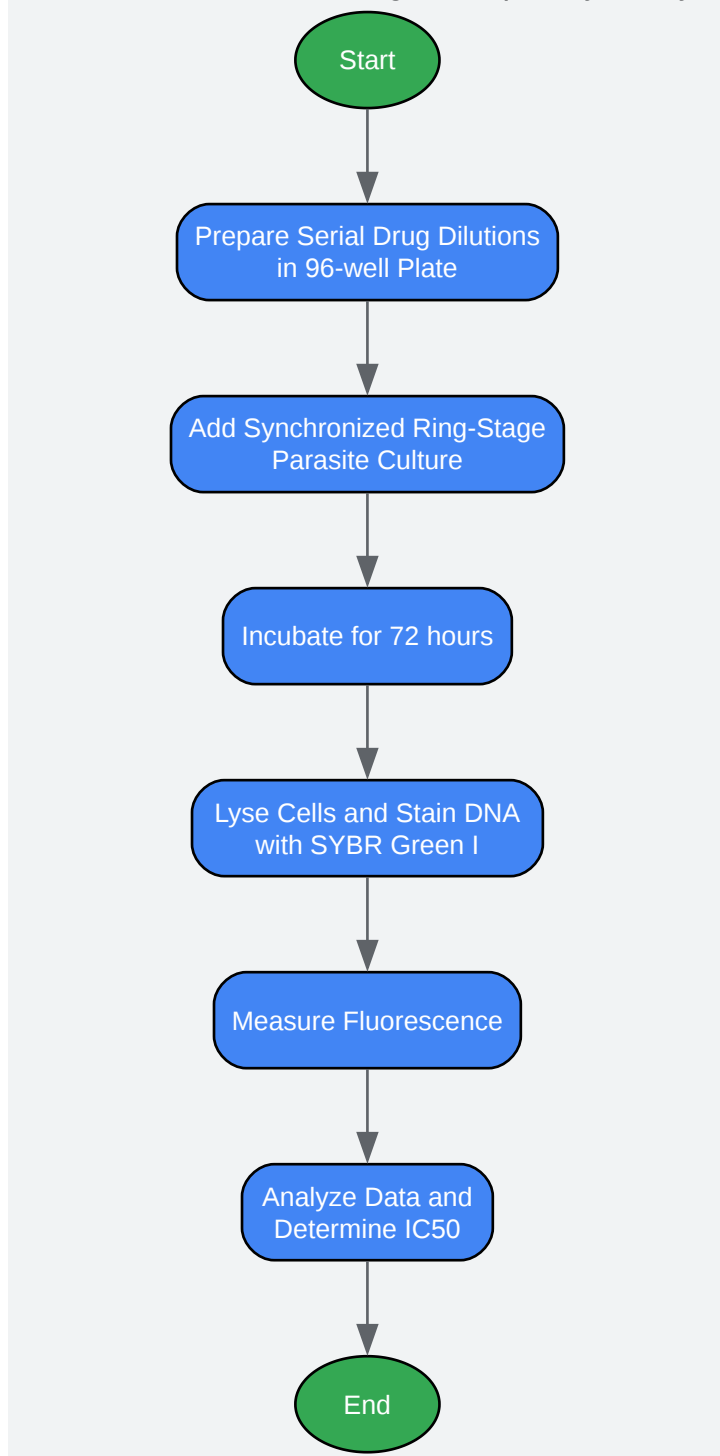 Start
Prepare Serial Drug Dilutions
in 96-well Plate
Add Synchronized Ring-Stage
Parasite Culture
Incubate for 72 hours
Lyse Cells and Stain DNA
with SYBR Green I
Measure Fluorescence
Analyze Data and
Determine IC50
End